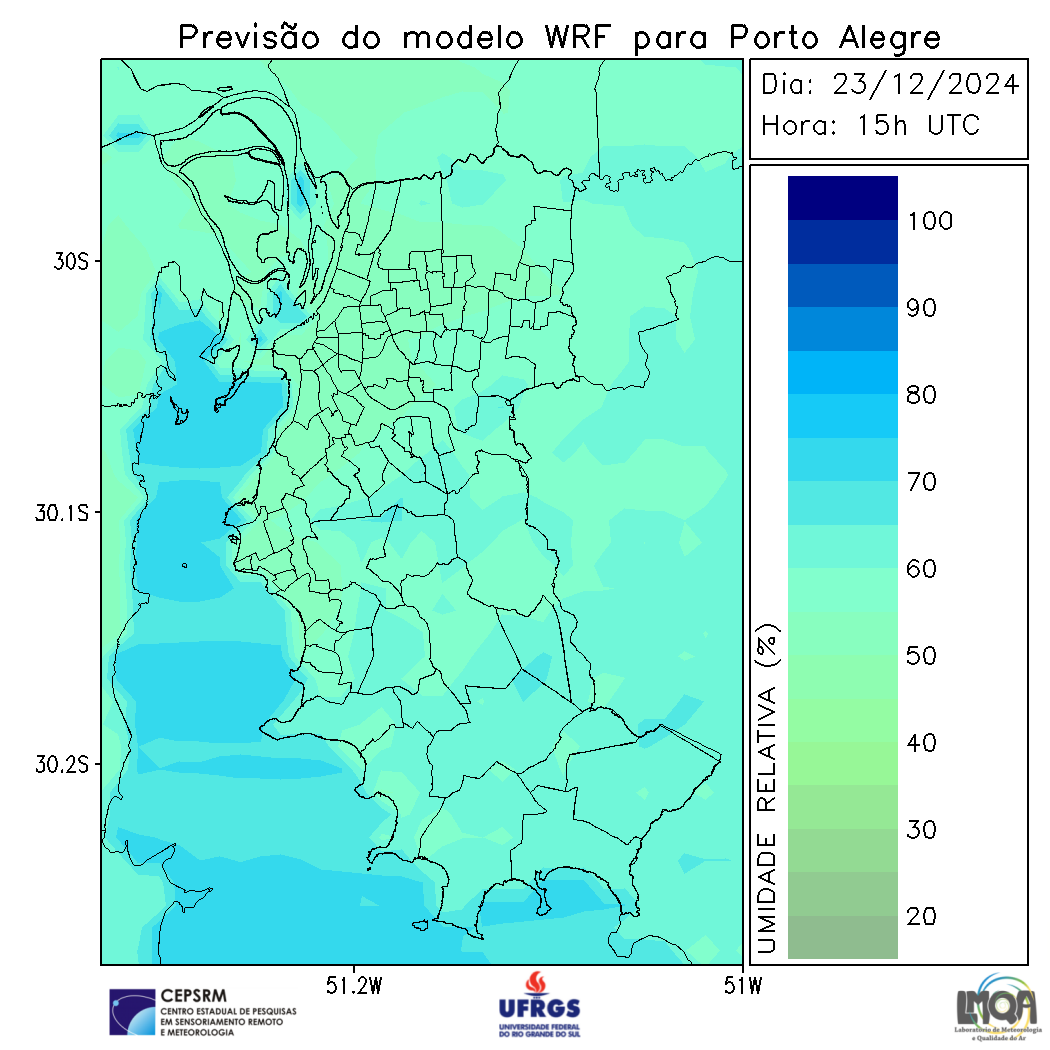 Previsão do modelo WRF para Porto Alegre
Dia: 23/12/2024
Hora: 15h UTC
30S
30.1S
30.2S
51.2W
51W
UMIDADE RELATIVA (%)
100
90
80
70
60
50
40
30
20
CEPSRM
CENTRO ESTADUAL DE PESQUISAS
EM SENSORIAMENTO REMOTO
E METEOROLOGIA
UFRGS
UNIVERSIDADE FEDERAL
DO RIO GRANDE DO SUL
LMQA
Laboratório de Meteorologia
e Qualidade do Ar